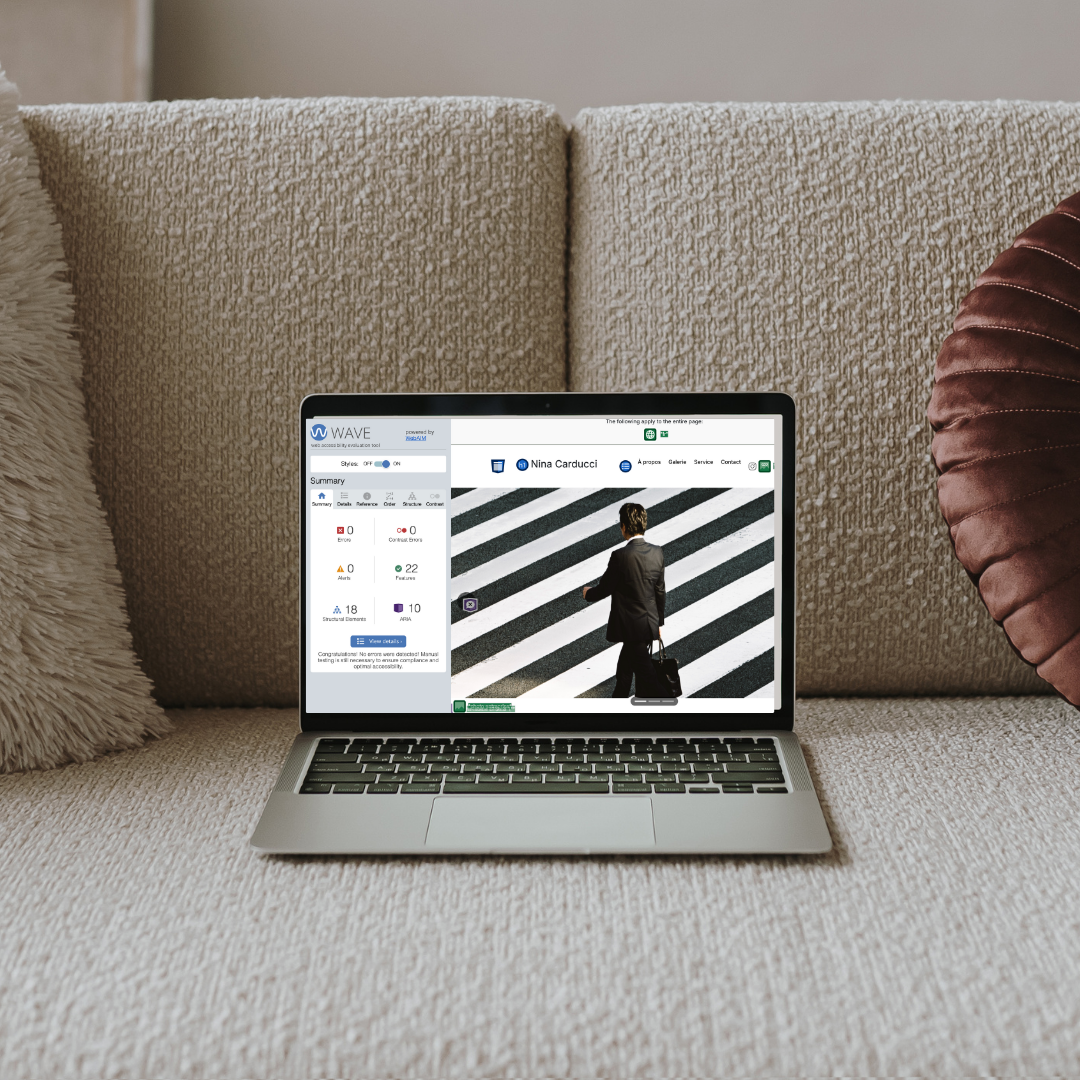 WAVE
powered by
WebAIM
web accessibility evaluation tool
Styles: OFF ON
Summary
Summary Details Reference Order Structure Contrast
0
Errors
0
Contrast Errors
0
Alerts
22
Features
18
Structural Elements
10
ARIA
View details ›
Congratulations! No errors were detected! Manual
testing is still necessary to ensure compliance and
optimal accessibility.
The following apply to the entire page:
h1 Nina Carducci
À propos Galerie Service Contact